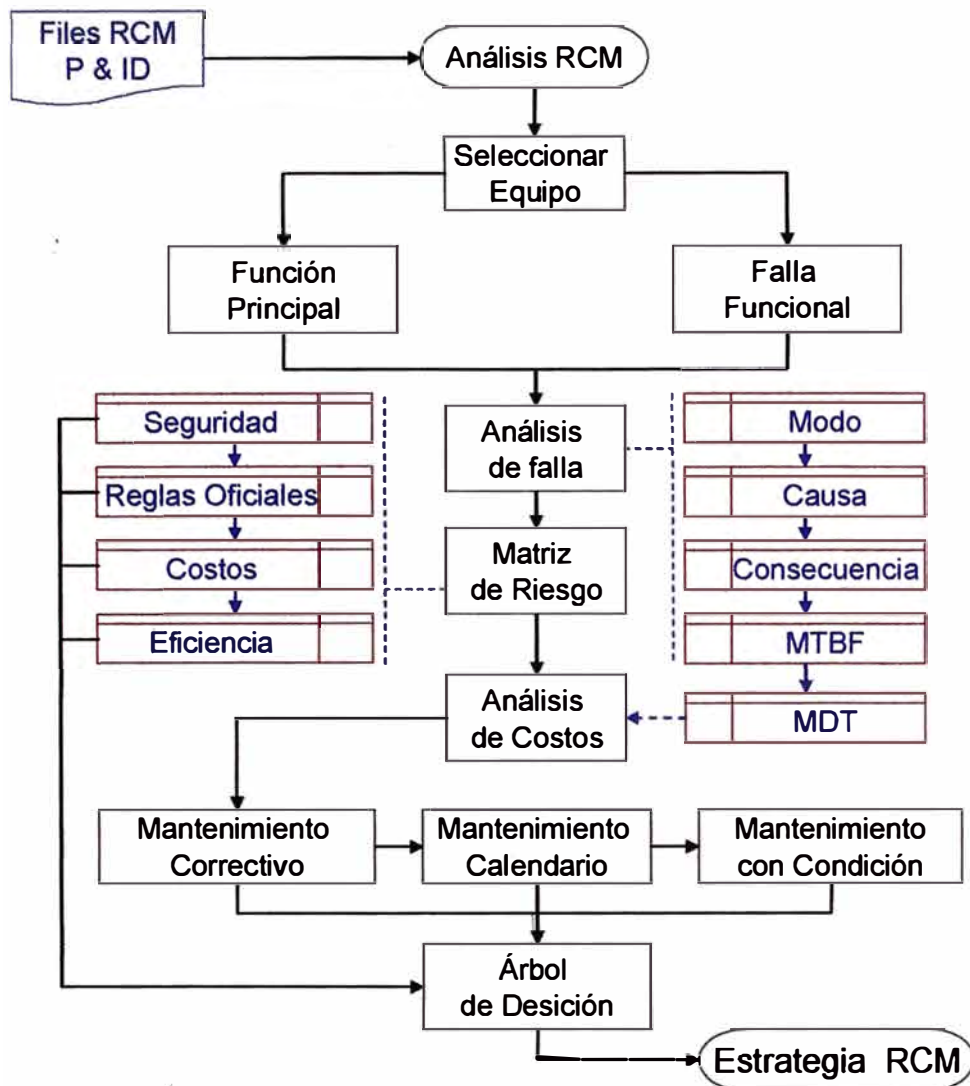 Files RCM
P & ID
Análisis RCM
Seleccionar
Equipo
Función
Principal
Falla
Funcional
Seguridad
Reglas Oficiales
Costos
Eficiencia
Análisis
de falla
Matriz
de Riesgo
Análisis
de Costos
Modo
Causa
Consecuencia
MTBF
MDT
Mantenimiento
Correctivo
Mantenimiento
Calendario
Mantenimiento
con Condición
Árbol
de Desición
Estrategia RCM